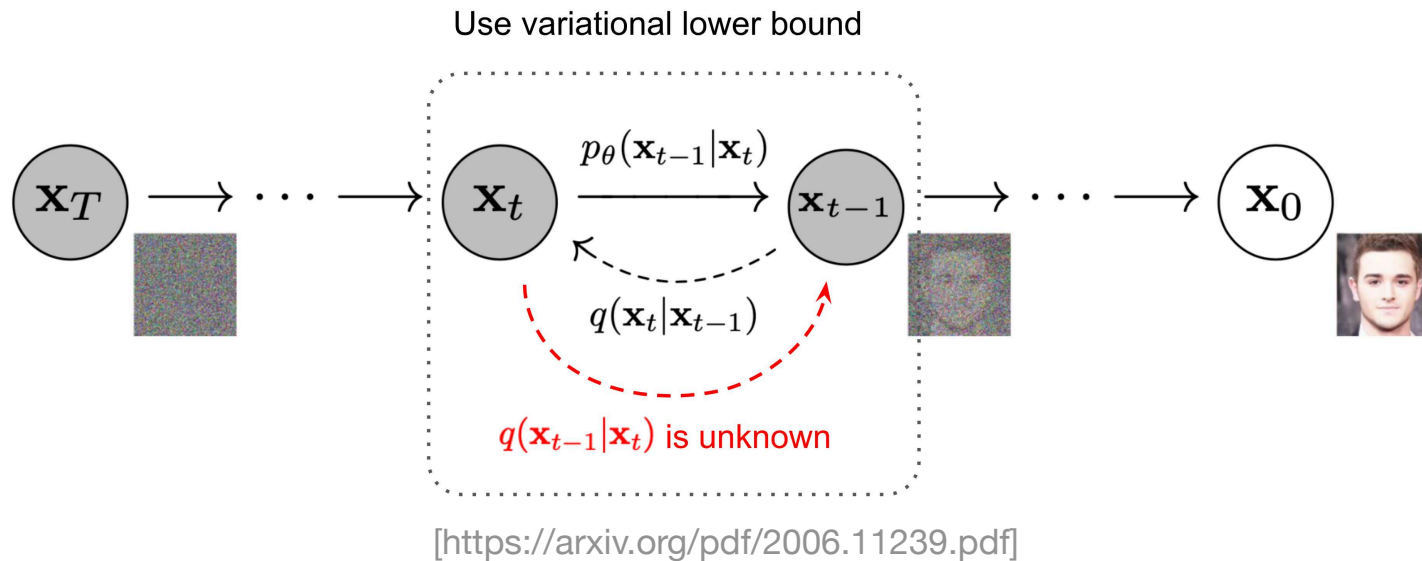 Use variational lower bound
x_T → ··· → x_t p_θ(x_{t−1}|x_t) x_{t−1} → ··· → x_0
q(x_t|x_{t−1})
q(x_{t−1}|x_t) is unknown
[https://arxiv.org/pdf/2006.11239.pdf]